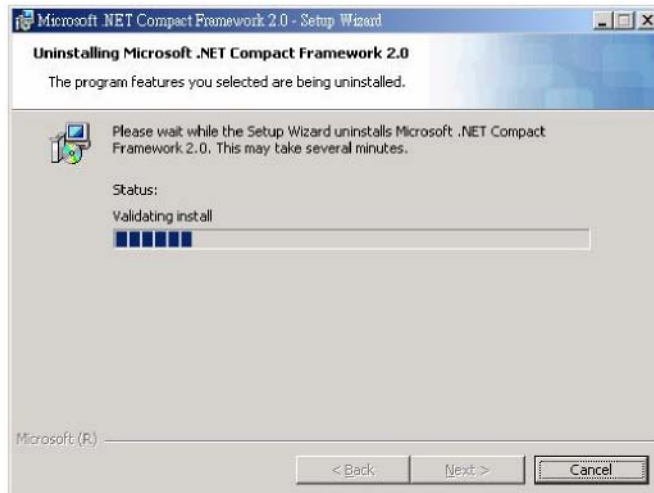 Microsoft .NET Compact Framework 2.0 - Setup Wizard
Uninstalling Microsoft .NET Compact Framework 2.0
The program features you selected are being uninstalled.
Please wait while the Setup Wizard uninstalls Microsoft .NET Compact
Framework 2.0. This may take several minutes.
Status:
Validating install
Microsoft (R)
< Back
Next >
Cancel